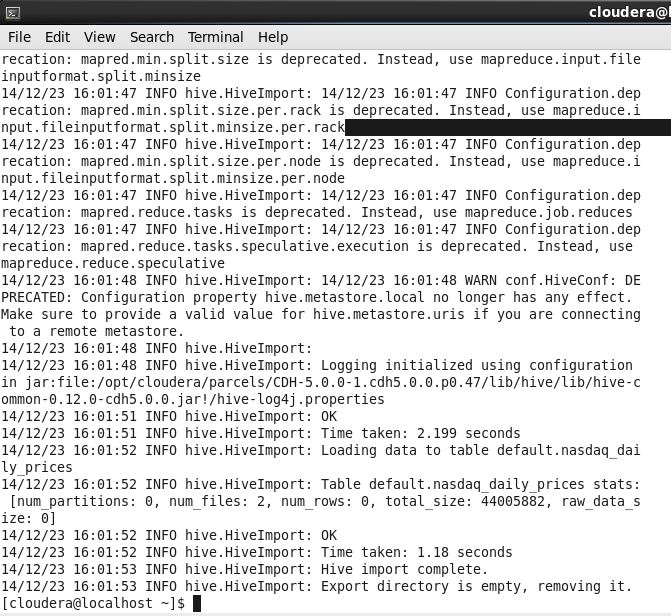 cloudera@l
File Edit View Search Terminal Help
recation: mapred.min.split.size is deprecated. Instead, use mapreduce.input.file
inputformat.split.minsize
14/12/23 16:01:47 INFO hive.HiveImport: 14/12/23 16:01:47 INFO Configuration.dep
recation: mapred.min.split.size.per.rack is deprecated. Instead, use mapreduce.i
nput.fileinputformat.split.minsize.per.rack
14/12/23 16:01:47 INFO hive.HiveImport: 14/12/23 16:01:47 INFO Configuration.dep
recation: mapred.min.split.size.per.node is deprecated. Instead, use mapreduce.i
nput.fileinputformat.split.minsize.per.node
14/12/23 16:01:47 INFO hive.HiveImport: 14/12/23 16:01:47 INFO Configuration.dep
recation: mapred.reduce.tasks is deprecated. Instead, use mapreduce.job.reduces
14/12/23 16:01:47 INFO hive.HiveImport: 14/12/23 16:01:47 INFO Configuration.dep
recation: mapred.reduce.tasks.speculative.execution is deprecated. Instead, use
mapreduce.reduce.speculative
14/12/23 16:01:48 INFO hive.HiveImport: 14/12/23 16:01:48 WARN conf.HiveConf: DE
PRECATED: Configuration property hive.metastore.local no longer has any effect.
Make sure to provide a valid value for hive.metastore.uris if you are connecting
 to a remote metastore.
14/12/23 16:01:48 INFO hive.HiveImport:
14/12/23 16:01:48 INFO hive.HiveImport: Logging initialized using configuration
in jar:file:/opt/cloudera/parcels/CDH-5.0.0-1.cdh5.0.0.p0.47/lib/hive/lib/hive-c
ommon-0.12.0-cdh5.0.0.jar!/hive-log4j.properties
14/12/23 16:01:51 INFO hive.HiveImport: OK
14/12/23 16:01:51 INFO hive.HiveImport: Time taken: 2.199 seconds
14/12/23 16:01:52 INFO hive.HiveImport: Loading data to table default.nasdaq_dai
ly_prices
14/12/23 16:01:52 INFO hive.HiveImport: Table default.nasdaq_daily_prices stats:
 [num_partitions: 0, num_files: 2, num_rows: 0, total_size: 44005882, raw_data_s
ize: 0]
14/12/23 16:01:52 INFO hive.HiveImport: OK
14/12/23 16:01:52 INFO hive.HiveImport: Time taken: 1.18 seconds
14/12/23 16:01:53 INFO hive.HiveImport: Hive import complete.
14/12/23 16:01:53 INFO hive.HiveImport: Export directory is empty, removing it.
[cloudera@localhost ~]$